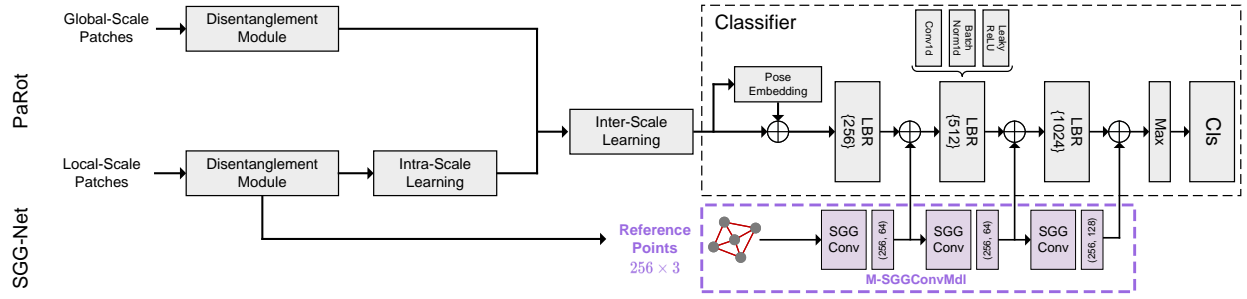 PaRot
SGG-Net
Global-Scale
Patches
Disentanglement
Module
Local-Scale
Patches
Disentanglement
Module
Intra-Scale
Learning
Inter-Scale
Learning
Classifier
Conv1d
Batch
Norm1d
Leaky
ReLU
Pose
Embedding
LBR
{256}
LBR
{512}
LBR
{1024}
Max
Cls
Reference
Points
256 × 3
SGG
Conv
(256, 64)
SGG
Conv
(256, 64)
SGG
Conv
(256, 128)
M-SGGConvMdl